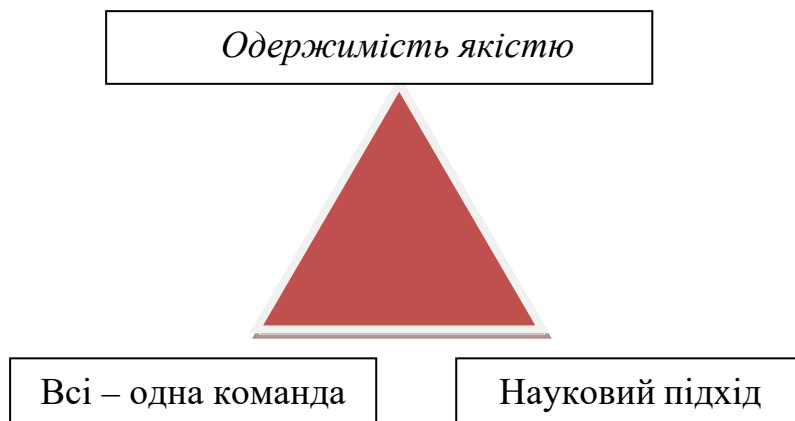 Одержимість якістю
Всі – одна команда
Науковий підхід